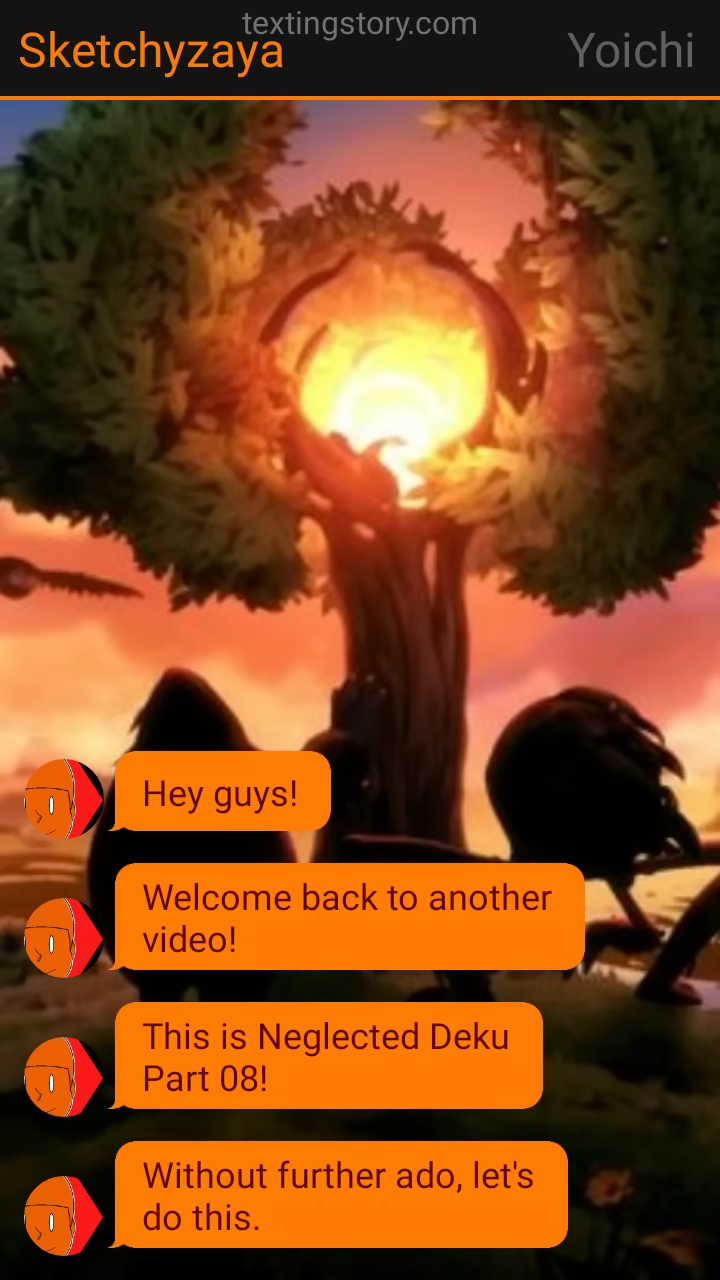 textingstory.com
Sketchyzaya
Yoichi
Hey guys!
Welcome back to another
video!
This is Neglected Deku
Part 08!
Without further ado, let's
do this.